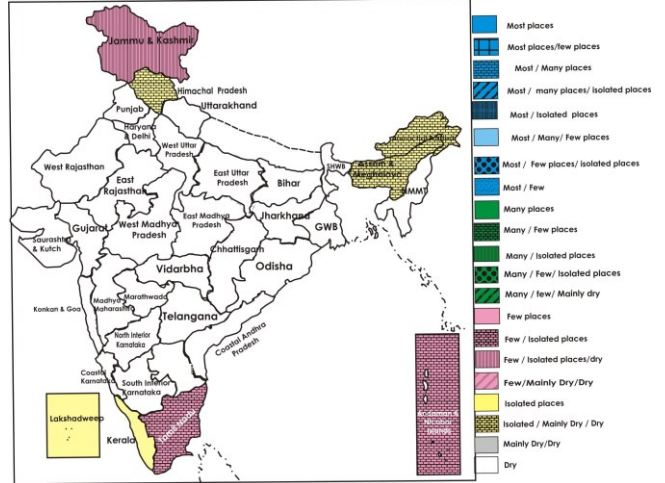 Jammu & Kashmir
Himachal Pradesh
Punjab
Uttarakhand
Haryana
& Delhi
West Rajasthan
West Uttar
Pradesh
East
Rajasthan
East Uttar
Pradesh
Bihar
SHWB
Assam &
Meghalaya
Arunachal Pradesh
NMMT
Gujarat
Saurashtra
& Kutch
West Madhya
Pradesh
East Madhya
Pradesh
Jharkhand
GWB
Chhattisgarh
Vidarbha
Odisha
Konkan & Goa
Madhya
Maharashtra
Marathwada
Telangana
North Interior
Karnataka
Coastal Andhra
Pradesh
Coastal
Karnataka
South Interior
Karnataka
Lakshadweep
Kerala
Tamil Nadu
Andaman &
Nicobar
Islands
Most places
Most places/few places
Most / Many places
Most / many places/isolated places
Most / Isolated places
Most / Many/ Few places
Most / Few places/ isolated places
Most / Few
Many places
Many / Few places
Many / Isolated places
Many / Few/ Isolated places
Many / few/ Mainly dry
Few places
Few / Isolated places
Few / Isolated places/dry
Few/Mainly Dry/Dry
Isolated places
Isolated / Mainly Dry / Dry
Mainly Dry/Dry
Dry